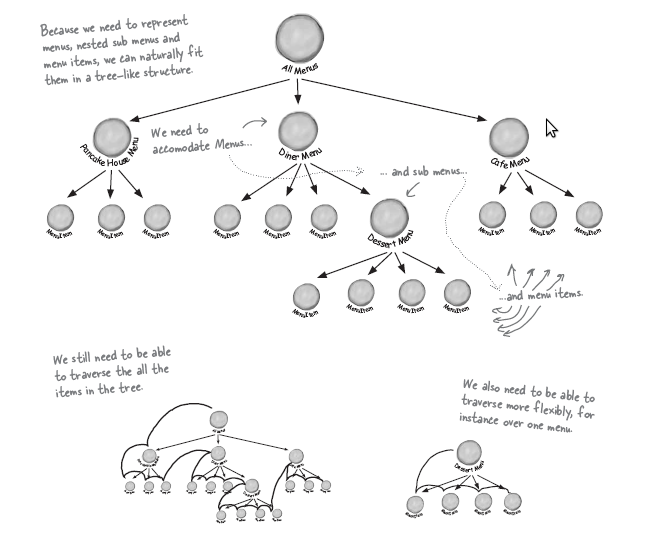 Because we need to represent
menus, nested sub menus and
menu items, we can naturally fit
them in a tree-like structure.
All Menus
Pancake House Menu
We need to
accomodate Menus...
Diner Menu
Cafe Menu
... and sub menus...
MenuItem
MenuItem
MenuItem
MenuItem
MenuItem
MenuItem
Dessert Menu
MenuItem
MenuItem
MenuItem
MenuItem
MenuItem
MenuItem
MenuItem
...and menu items.
We still need to be able
to traverse the all the
items in the tree.
We also need to be able to
traverse more flexibly, for
instance over one menu.
Dessert Menu